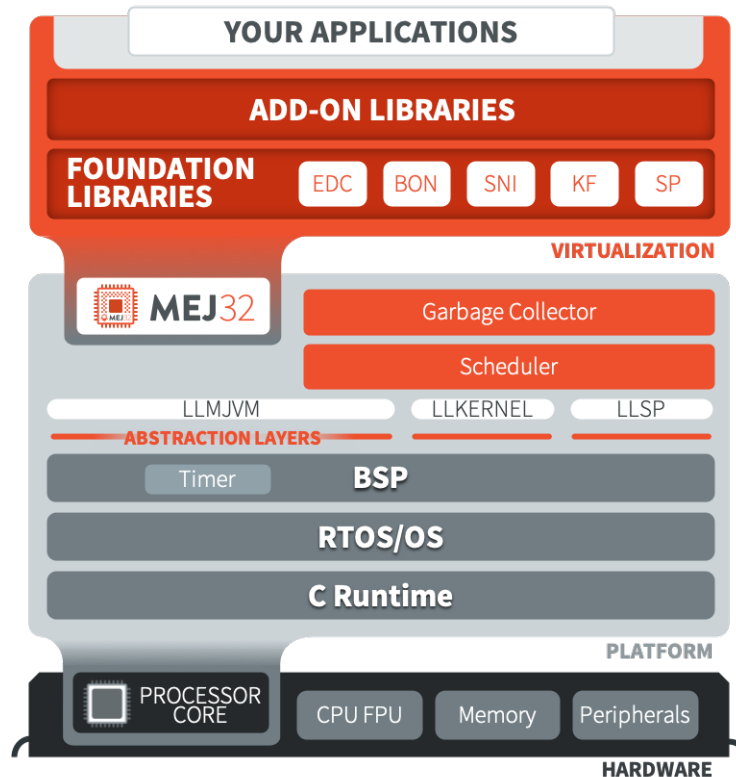 YOUR APPLICATIONS
ADD-ON LIBRARIES
FOUNDATION
LIBRARIES
EDC BON SNI KF SP
VIRTUALIZATION
MEJ32
MEJ32
Garbage Collector
Scheduler
LLMJVM LLKERNEL LLSP
ABSTRACTION LAYERS
Timer BSP
RTOS/OS
C Runtime
PLATFORM
PROCESSOR
CORE
CPU FPU Memory Peripherals
HARDWARE